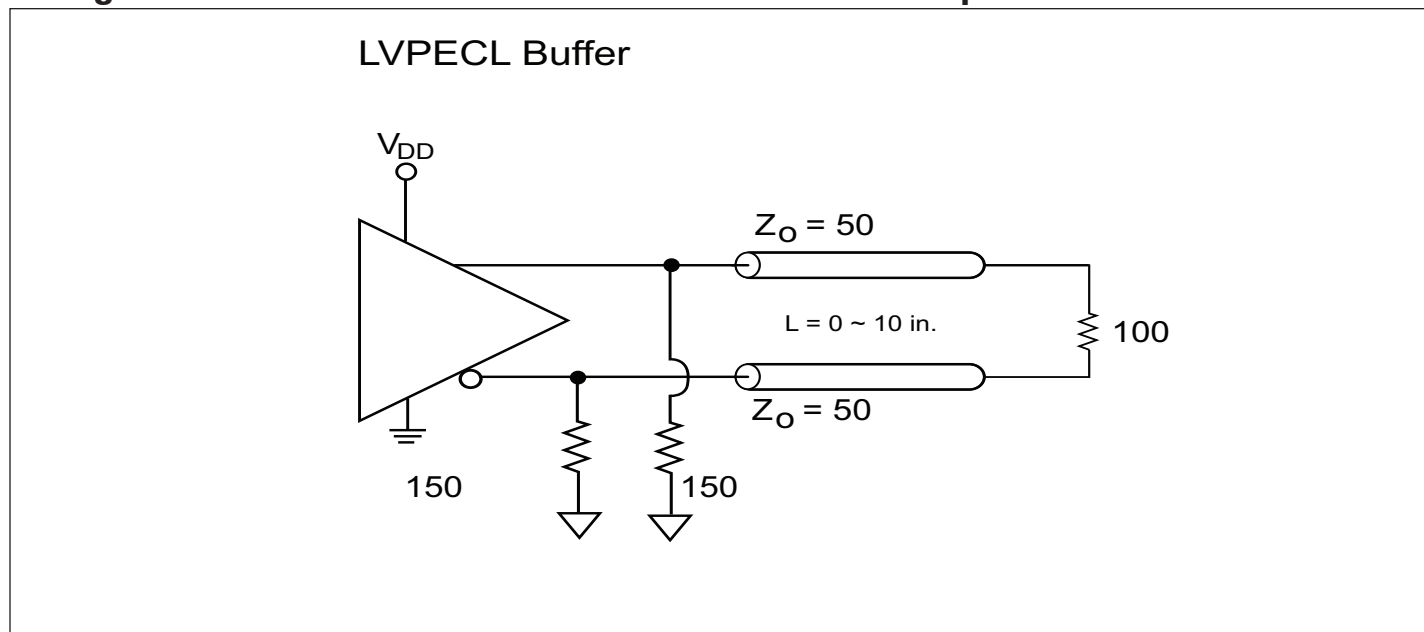 LVPECL Buffer
VDD
Zo = 50
L = 0 ~ 10 in.
100
Zo = 50
150
150